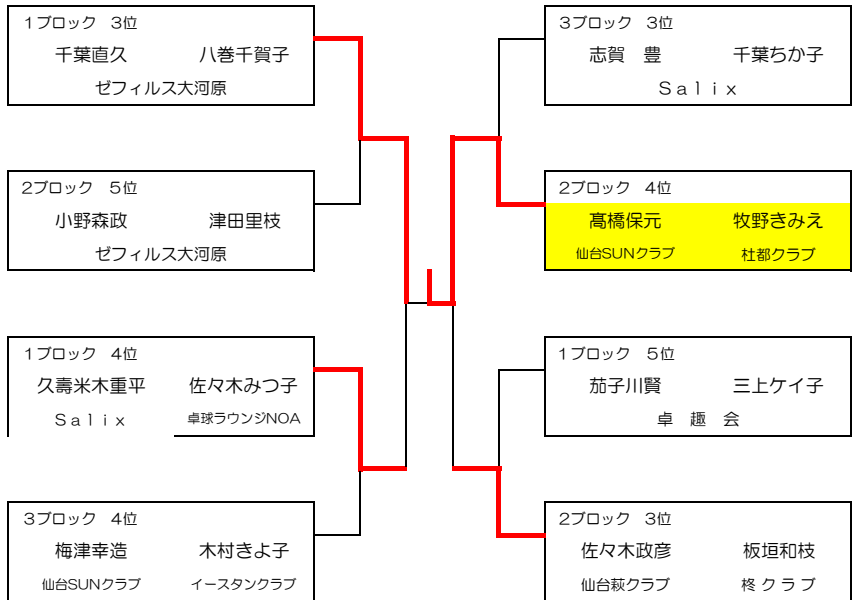 1ブロック 3位
千葉直久 八巻千賀子
ゼフィルス大河原
2ブロック 5位
小野森政 津田里枝
ゼフィルス大河原
1ブロック 4位
久壽米木重平 佐々木みつ子
Salix 卓球ラウンジNOA
3ブロック 4位
梅津幸造 木村きよ子
仙台SUNクラブ イースタンクラブ
3ブロック 3位
志賀 豊 千葉ちか子
Salix
2ブロック 4位
髙橋保元 牧野きみえ
仙台SUNクラブ 杜都クラブ
1ブロック 5位
茄子川賢 三上ケイ子
卓 趣 会
2ブロック 3位
佐々木政彦 板垣和枝
仙台萩クラブ 柊クラブ